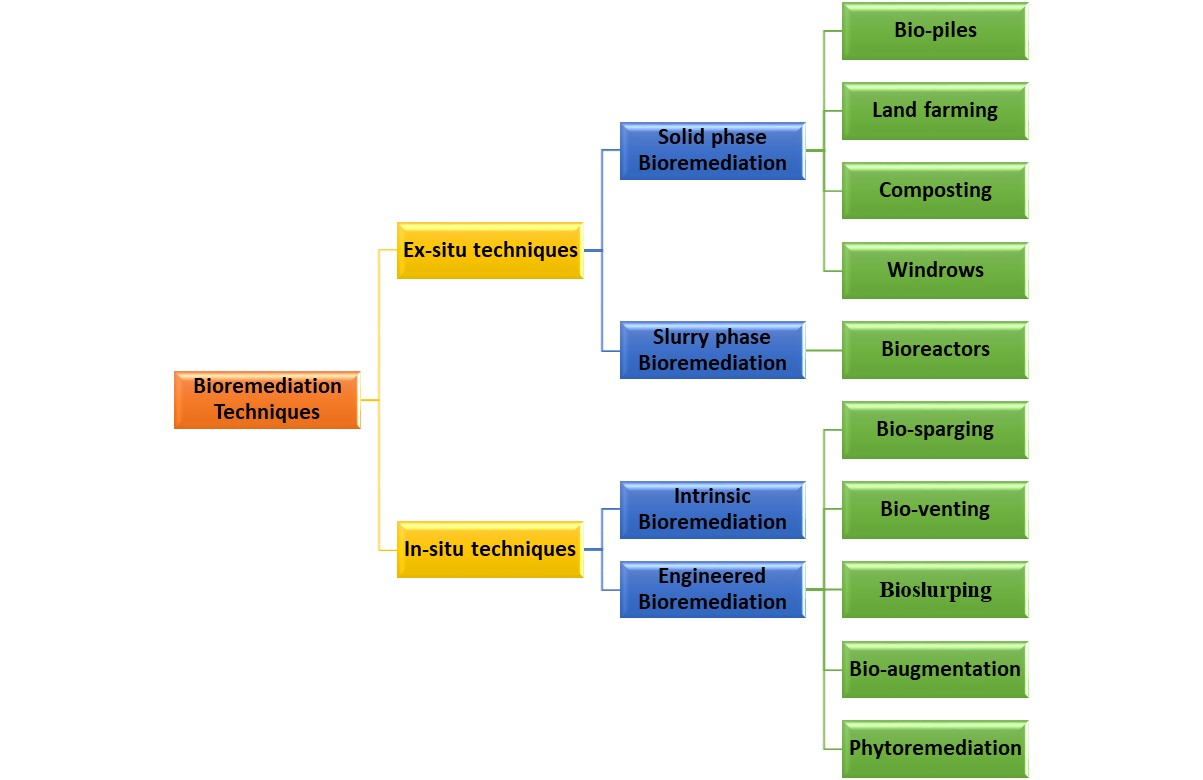 Bioremediation
Techniques
Ex-situ techniques
In-situ techniques
Solid phase
Bioremediation
Slurry phase
Bioremediation
Intrinsic
Bioremediation
Engineered
Bioremediation
Bio-piles
Land farming
Composting
Windrows
Bioreactors
Bio-sparging
Bio-venting
Bioslurping
Bio-augmentation
Phytoremediation